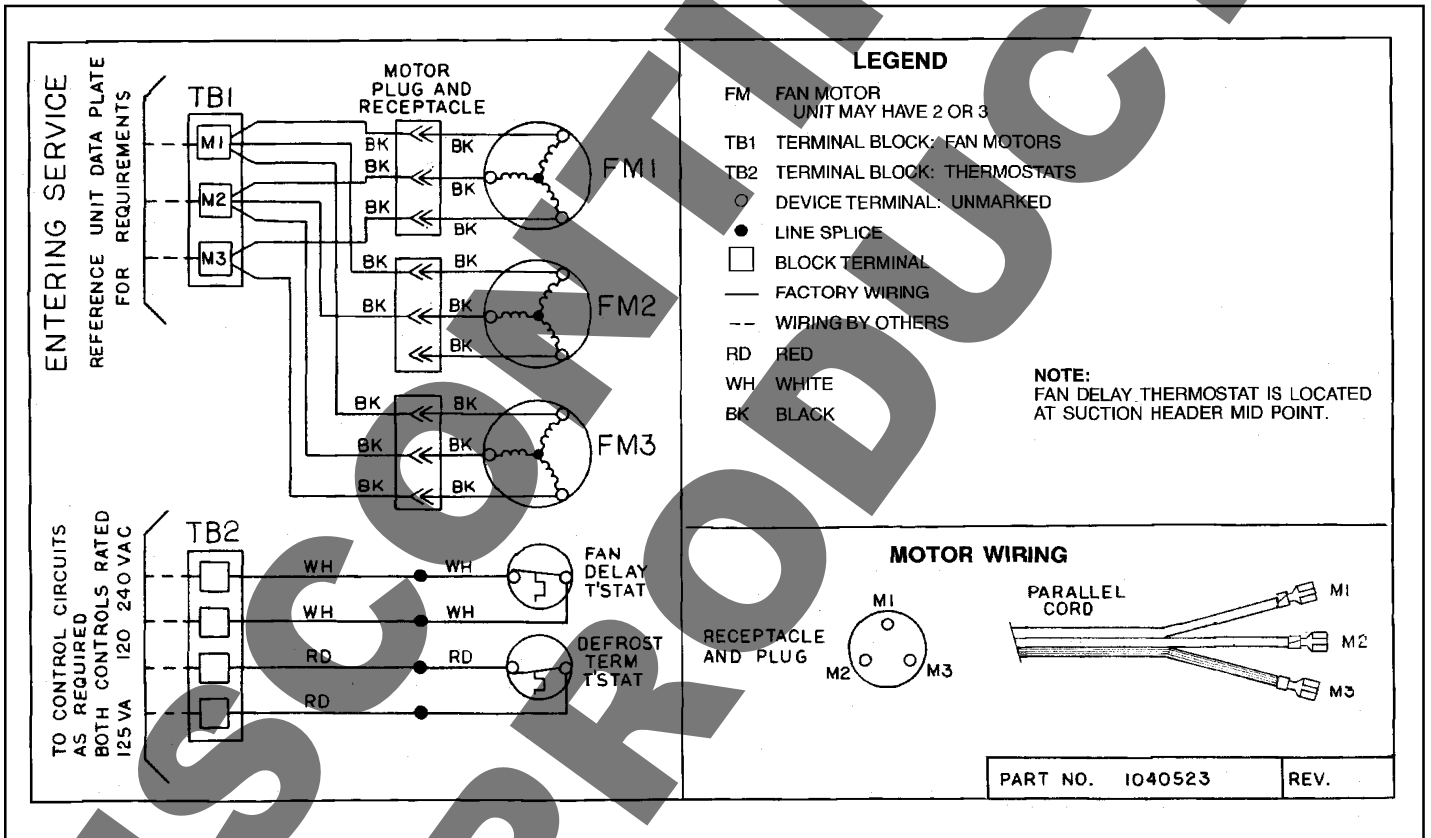 ENTERING SERVICE
REFERENCE UNIT DATA PLATE
FOR REQUIREMENTS
TB1
M1
M2
M3
MOTOR
PLUG AND
RECEPTACLE
BK
BK
BK
BK
BK
BK
FM1
BK
BK
BK
BK
BK
FM2
BK
BK
BK
BK
BK
BK
FM3
TO CONTROL CIRCUITS
AS REQUIRED
BOTH CONTROLS RATED
125 VA 120 240 VAC
TB2
WH
WH
FAN
DELAY
T'STAT
WH
WH
RD
RD
DEFROST
TERM
T'STAT
RD
LEGEND
FM FAN MOTOR
UNIT MAY HAVE 2 OR 3
TB1 TERMINAL BLOCK: FAN MOTORS
TB2 TERMINAL BLOCK: THERMOSTATS
DEVICE TERMINAL: UNMARKED
LINE SPLICE
BLOCK TERMINAL
FACTORY WIRING
WIRING BY OTHERS
RD RED
WH WHITE
BK BLACK
NOTE:
FAN DELAY THERMOSTAT IS LOCATED
AT SUCTION HEADER MID POINT.
MOTOR WIRING
RECEPTACLE
AND PLUG
M1
M2
M3
PARALLEL
CORD
M1
M2
M3
PART NO. 1040523
REV.